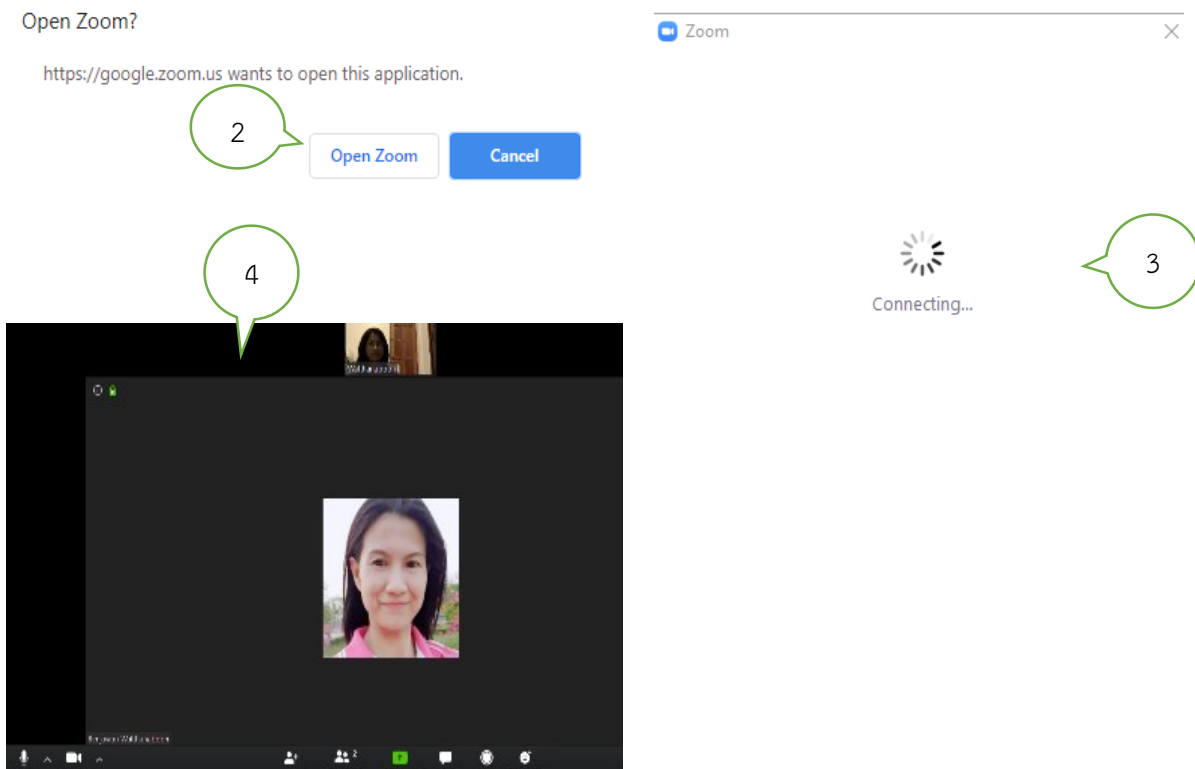 Open Zoom?
https://google.zoom.us wants to open this application.
2
Open Zoom
Cancel
Zoom
3
Connecting...
4
2